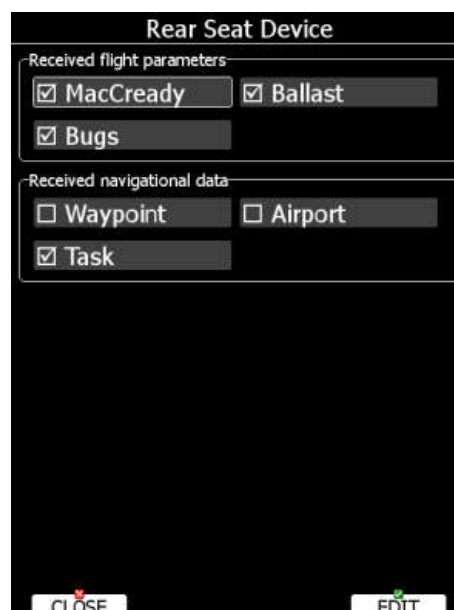 Rear Seat Device
Received flight parameters
MacCready Ballast
Bugs
Received navigational data
Waypoint Airport
Task
CLOSE EDIT